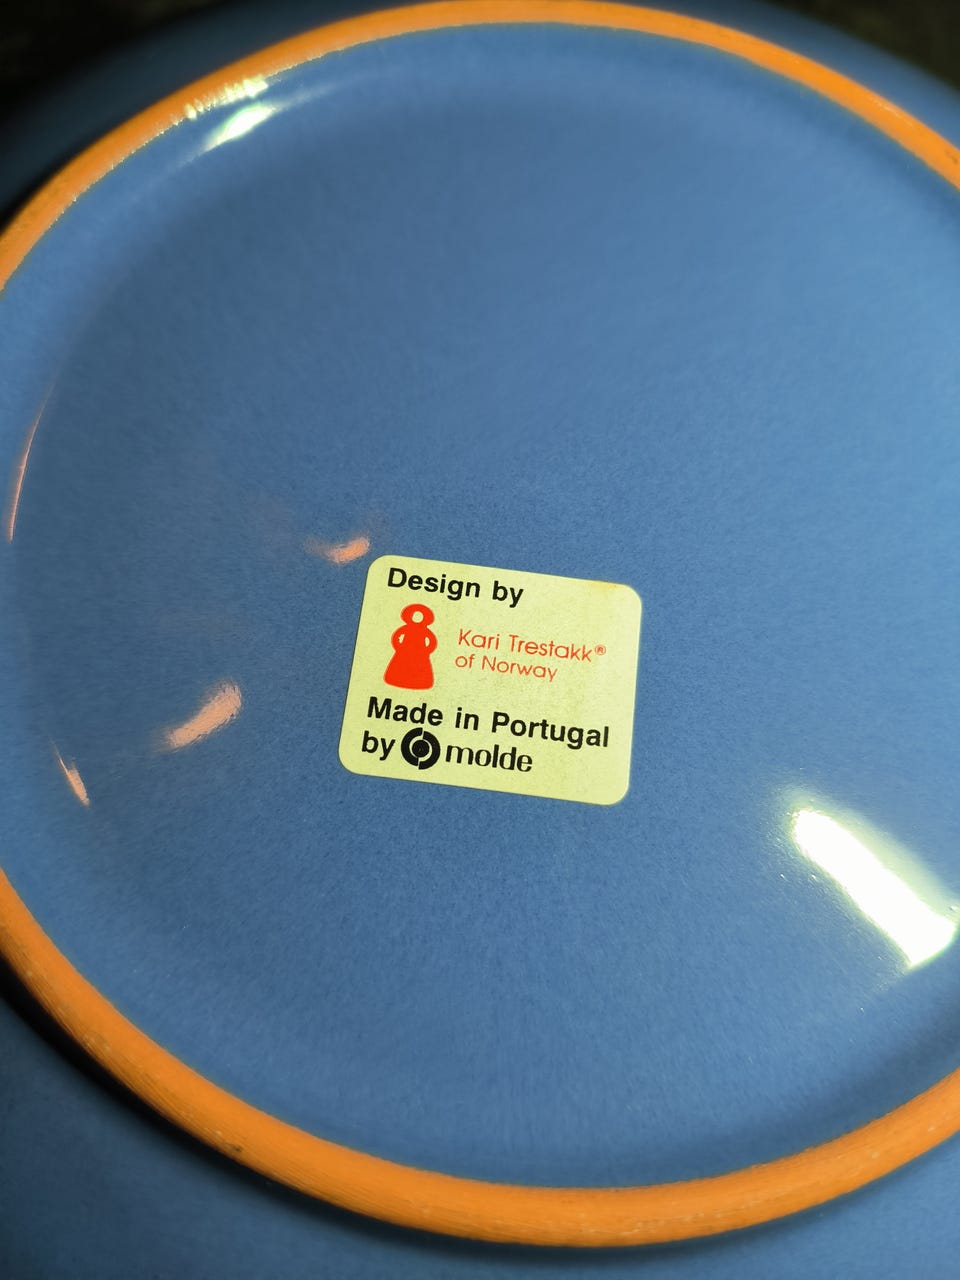 Design by
Kari Trestakk®
of Norway
Made in Portugal
by molde